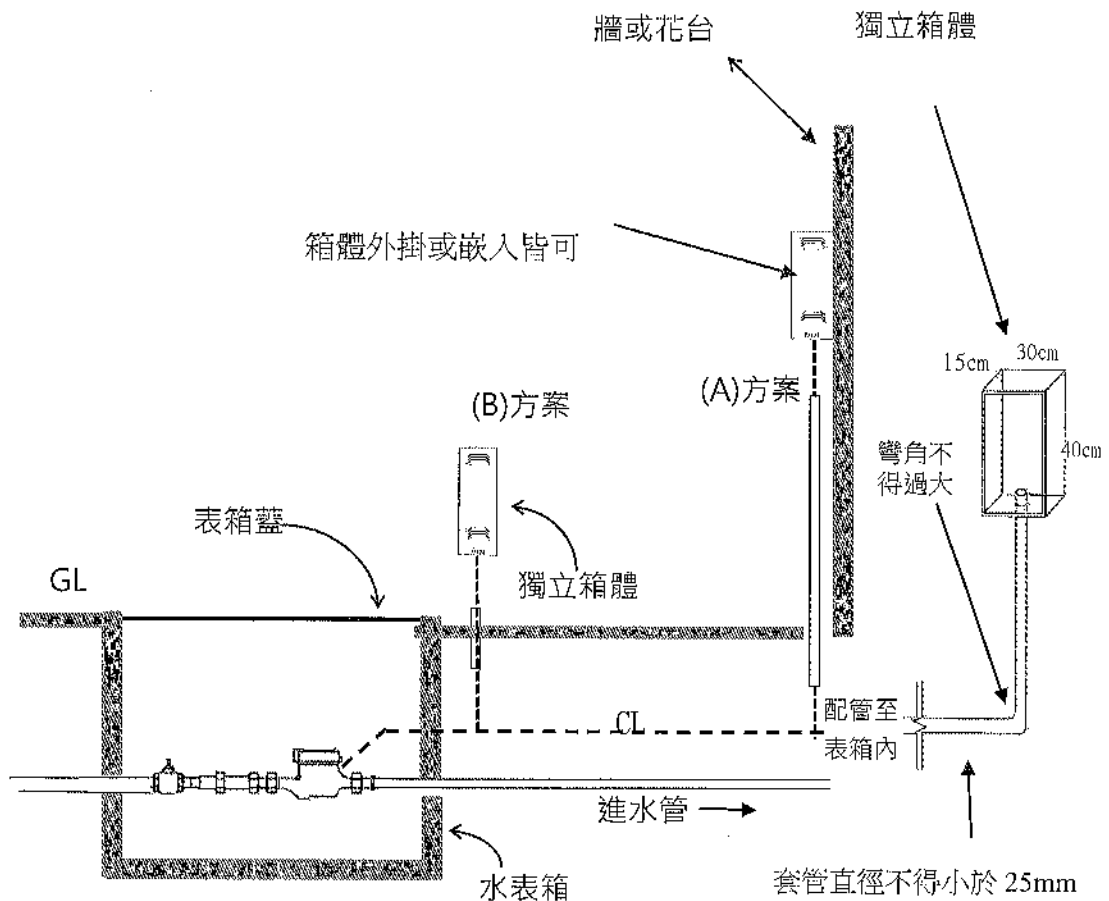 牆或花台
獨立箱體
箱體外掛或嵌入皆可
15cm
30cm
40cm
(A)方案
(B)方案
彎角不
得過大
表箱蓋
獨立箱體
GL
CL
配管至
表箱內
進水管
水表箱
套管直徑不得小於 25mm